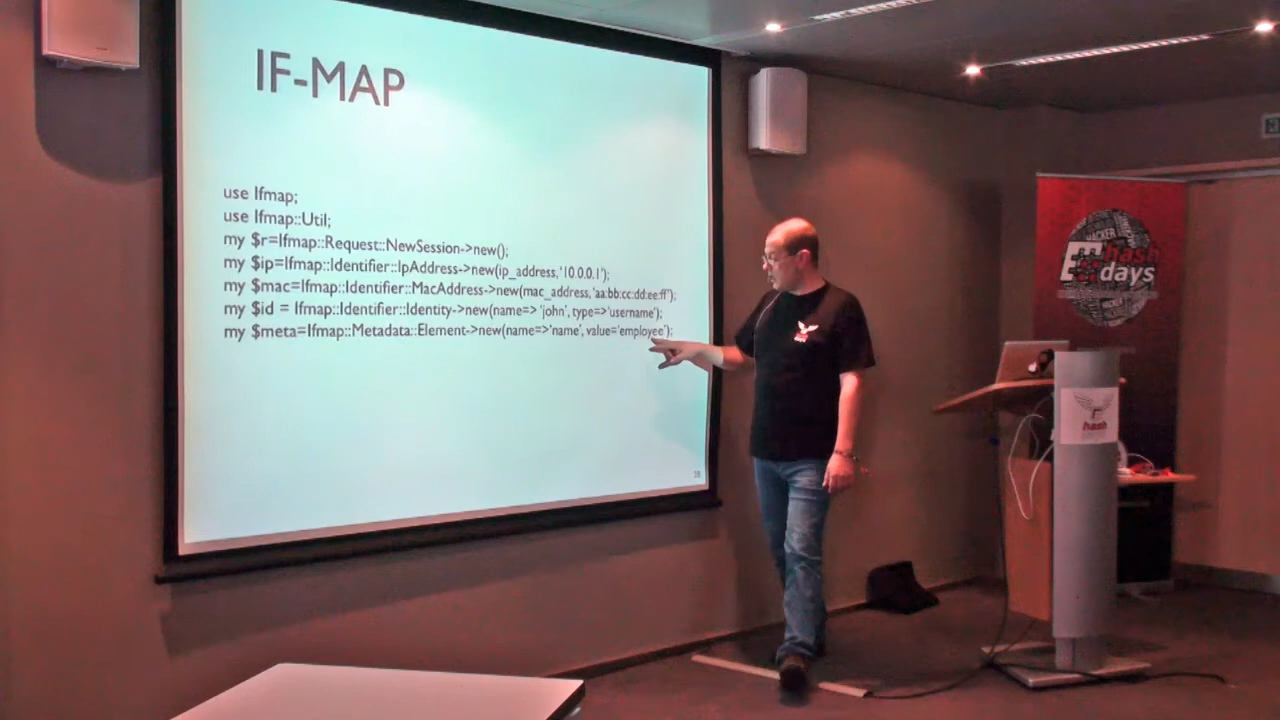 IF-MAP
use Ifmap;
use Ifmap::Util;
my $r=Ifmap::Request::NewSession->new();
my $ip=Ifmap::Identifier::IpAddress->new(ip_address,'10.0.0.1');
my $mac=Ifmap::Identifier::MacAddress->new(mac_address,'aa:bb:cc:dd:ee:ff');
my $id = Ifmap::Identifier::Identity->new(name=> 'john', type=>'username');
my $meta=Ifmap::Metadata::Element->new(name=>'name', value='employee');
HACKER
hash
days
hash